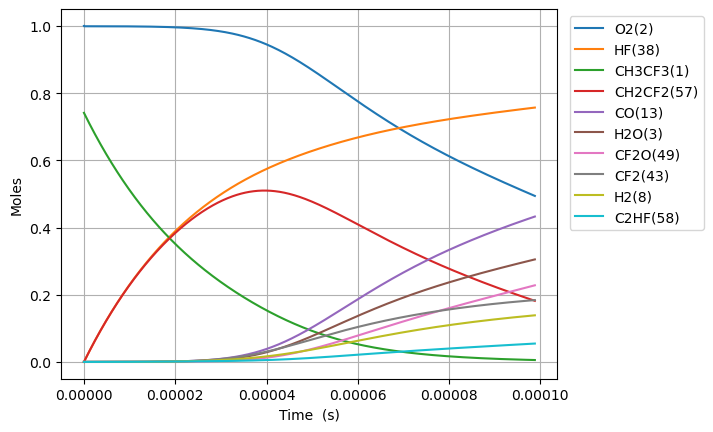 1.0
0.8
0.6
0.4
0.2
0.0
Moles
0.00000
0.00002
0.00004
0.00006
0.00008
0.00010
Time (s)
O2(2)
HF(38)
CH3CF3(1)
CH2CF2(57)
CO(13)
H2O(3)
CF2O(49)
CF2(43)
H2(8)
C2HF(58)